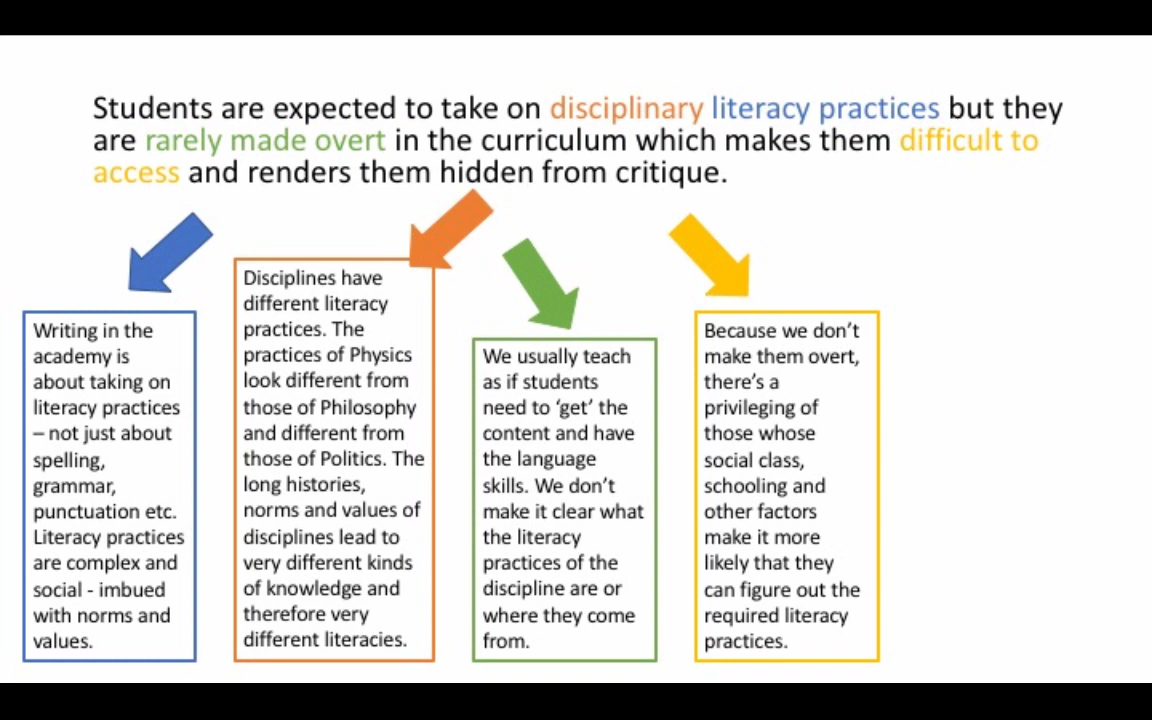 Students are expected to take on disciplinary literacy practices but they
are rarely made overt in the curriculum which makes them difficult to
access and renders them hidden from critique.
Writing in the
academy is
about taking on
literacy practices
– not just about
spelling,
grammar,
punctuation etc.
Literacy practices
are complex and
social - imbued
with norms and
values.
Disciplines have
different literacy
practices. The
practices of Physics
look different from
those of Philosophy
and different from
those of Politics. The
long histories,
norms and values of
disciplines lead to
very different kinds
of knowledge and
therefore very
different literacies.
We usually teach
as if students
need to ‘get’ the
content and have
the language
skills. We don’t
make it clear what
the literacy
practices of the
discipline are or
where they come
from.
Because we don’t
make them overt,
there’s a
privileging of
those whose
social class,
schooling and
other factors
make it more
likely that they
can figure out the
required literacy
practices.